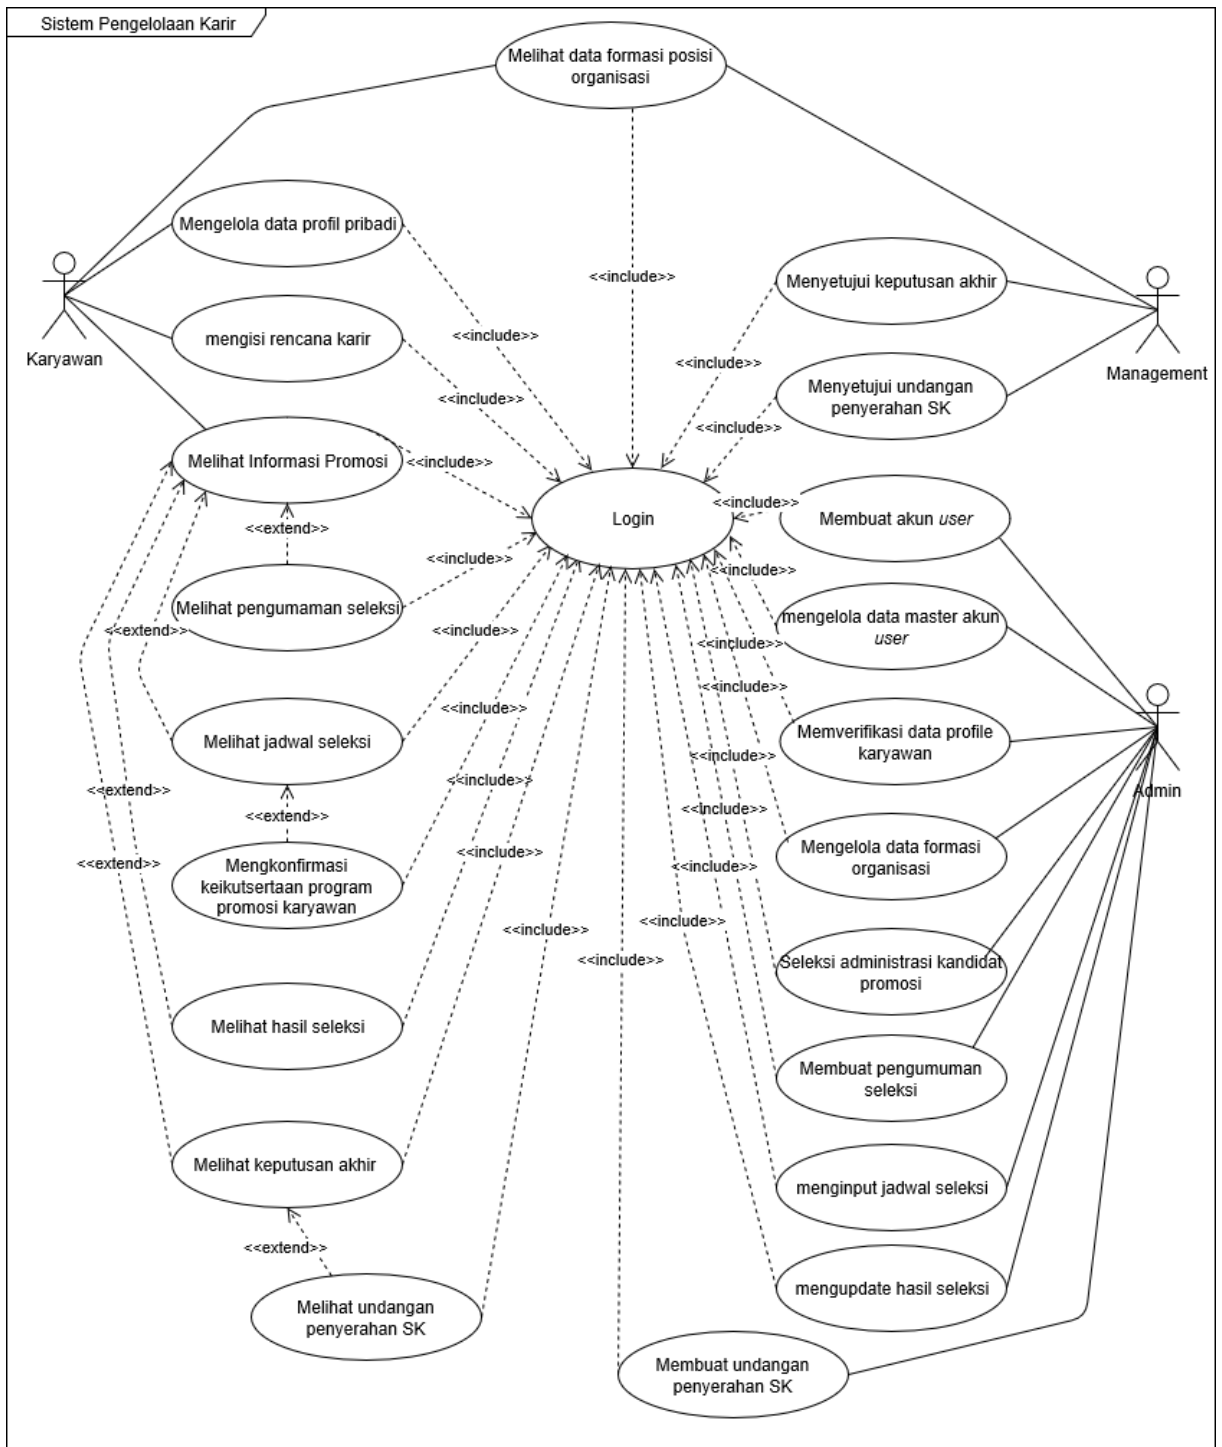 Sistem Pengelolaan Karir
Melihat data formasi posisi
organisasi
Mengelola data profil pribadi
<<include>>
Menyetujui keputusan akhir
mengisi rencana karir
<<include>>
Karyawan
<<include>>
Management
Menyetujui undangan
penyerahan SK
<<include>>
<<include>>
Melihat Informasi Promosi
<<include>>
<<include>>
Login
Membuat akun user
<<extend>>
<<include>>
<<include>>
Melihat pengumaman seleksi
mengelola data master akun
user
<<extend>>
<<include>>
<<include>>
<<include>>
<<include>>
Melihat jadwal seleksi
Memverifikasi data profile
karyawan
<<include>>
<<include>>
<<extend>>
Admin
<<extend>>
<<include>>
<<include>>
Mengkonfirmasi
keikutsertaan program
promosi karyawan
Mengelola data formasi
organisasi
<<extend>>
<<include>>
<<include>>
<<include>>
<<include>>
<<include>>
Seleksi administrasi kandidat
promosi
Melihat hasil seleksi
Membuat pengumuman
seleksi
Melihat keputusan akhir
menginput jadwal seleksi
<<extend>>
mengupdate hasil seleksi
Melihat undangan
penyerahan SK
Membuat undangan
penyerahan SK